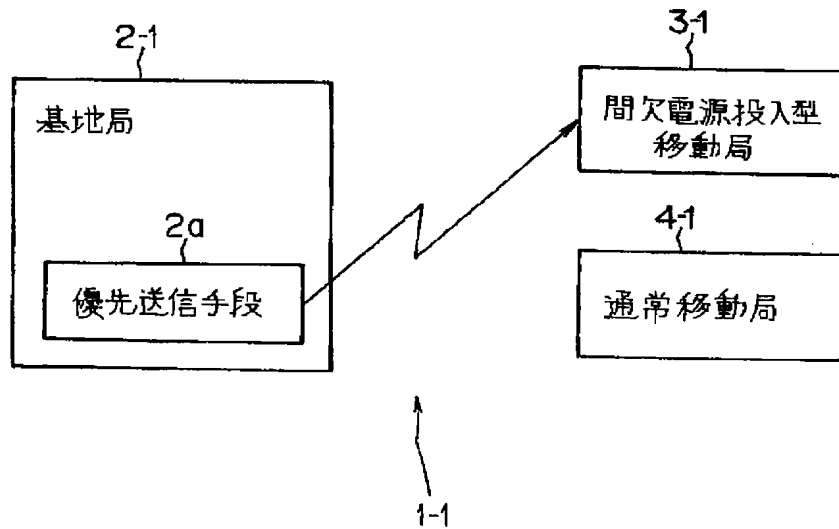 2-1
基地局
2a
優先送信手段
3-1
間欠電源投入型
移動局
4-1
通常移動局
1-1